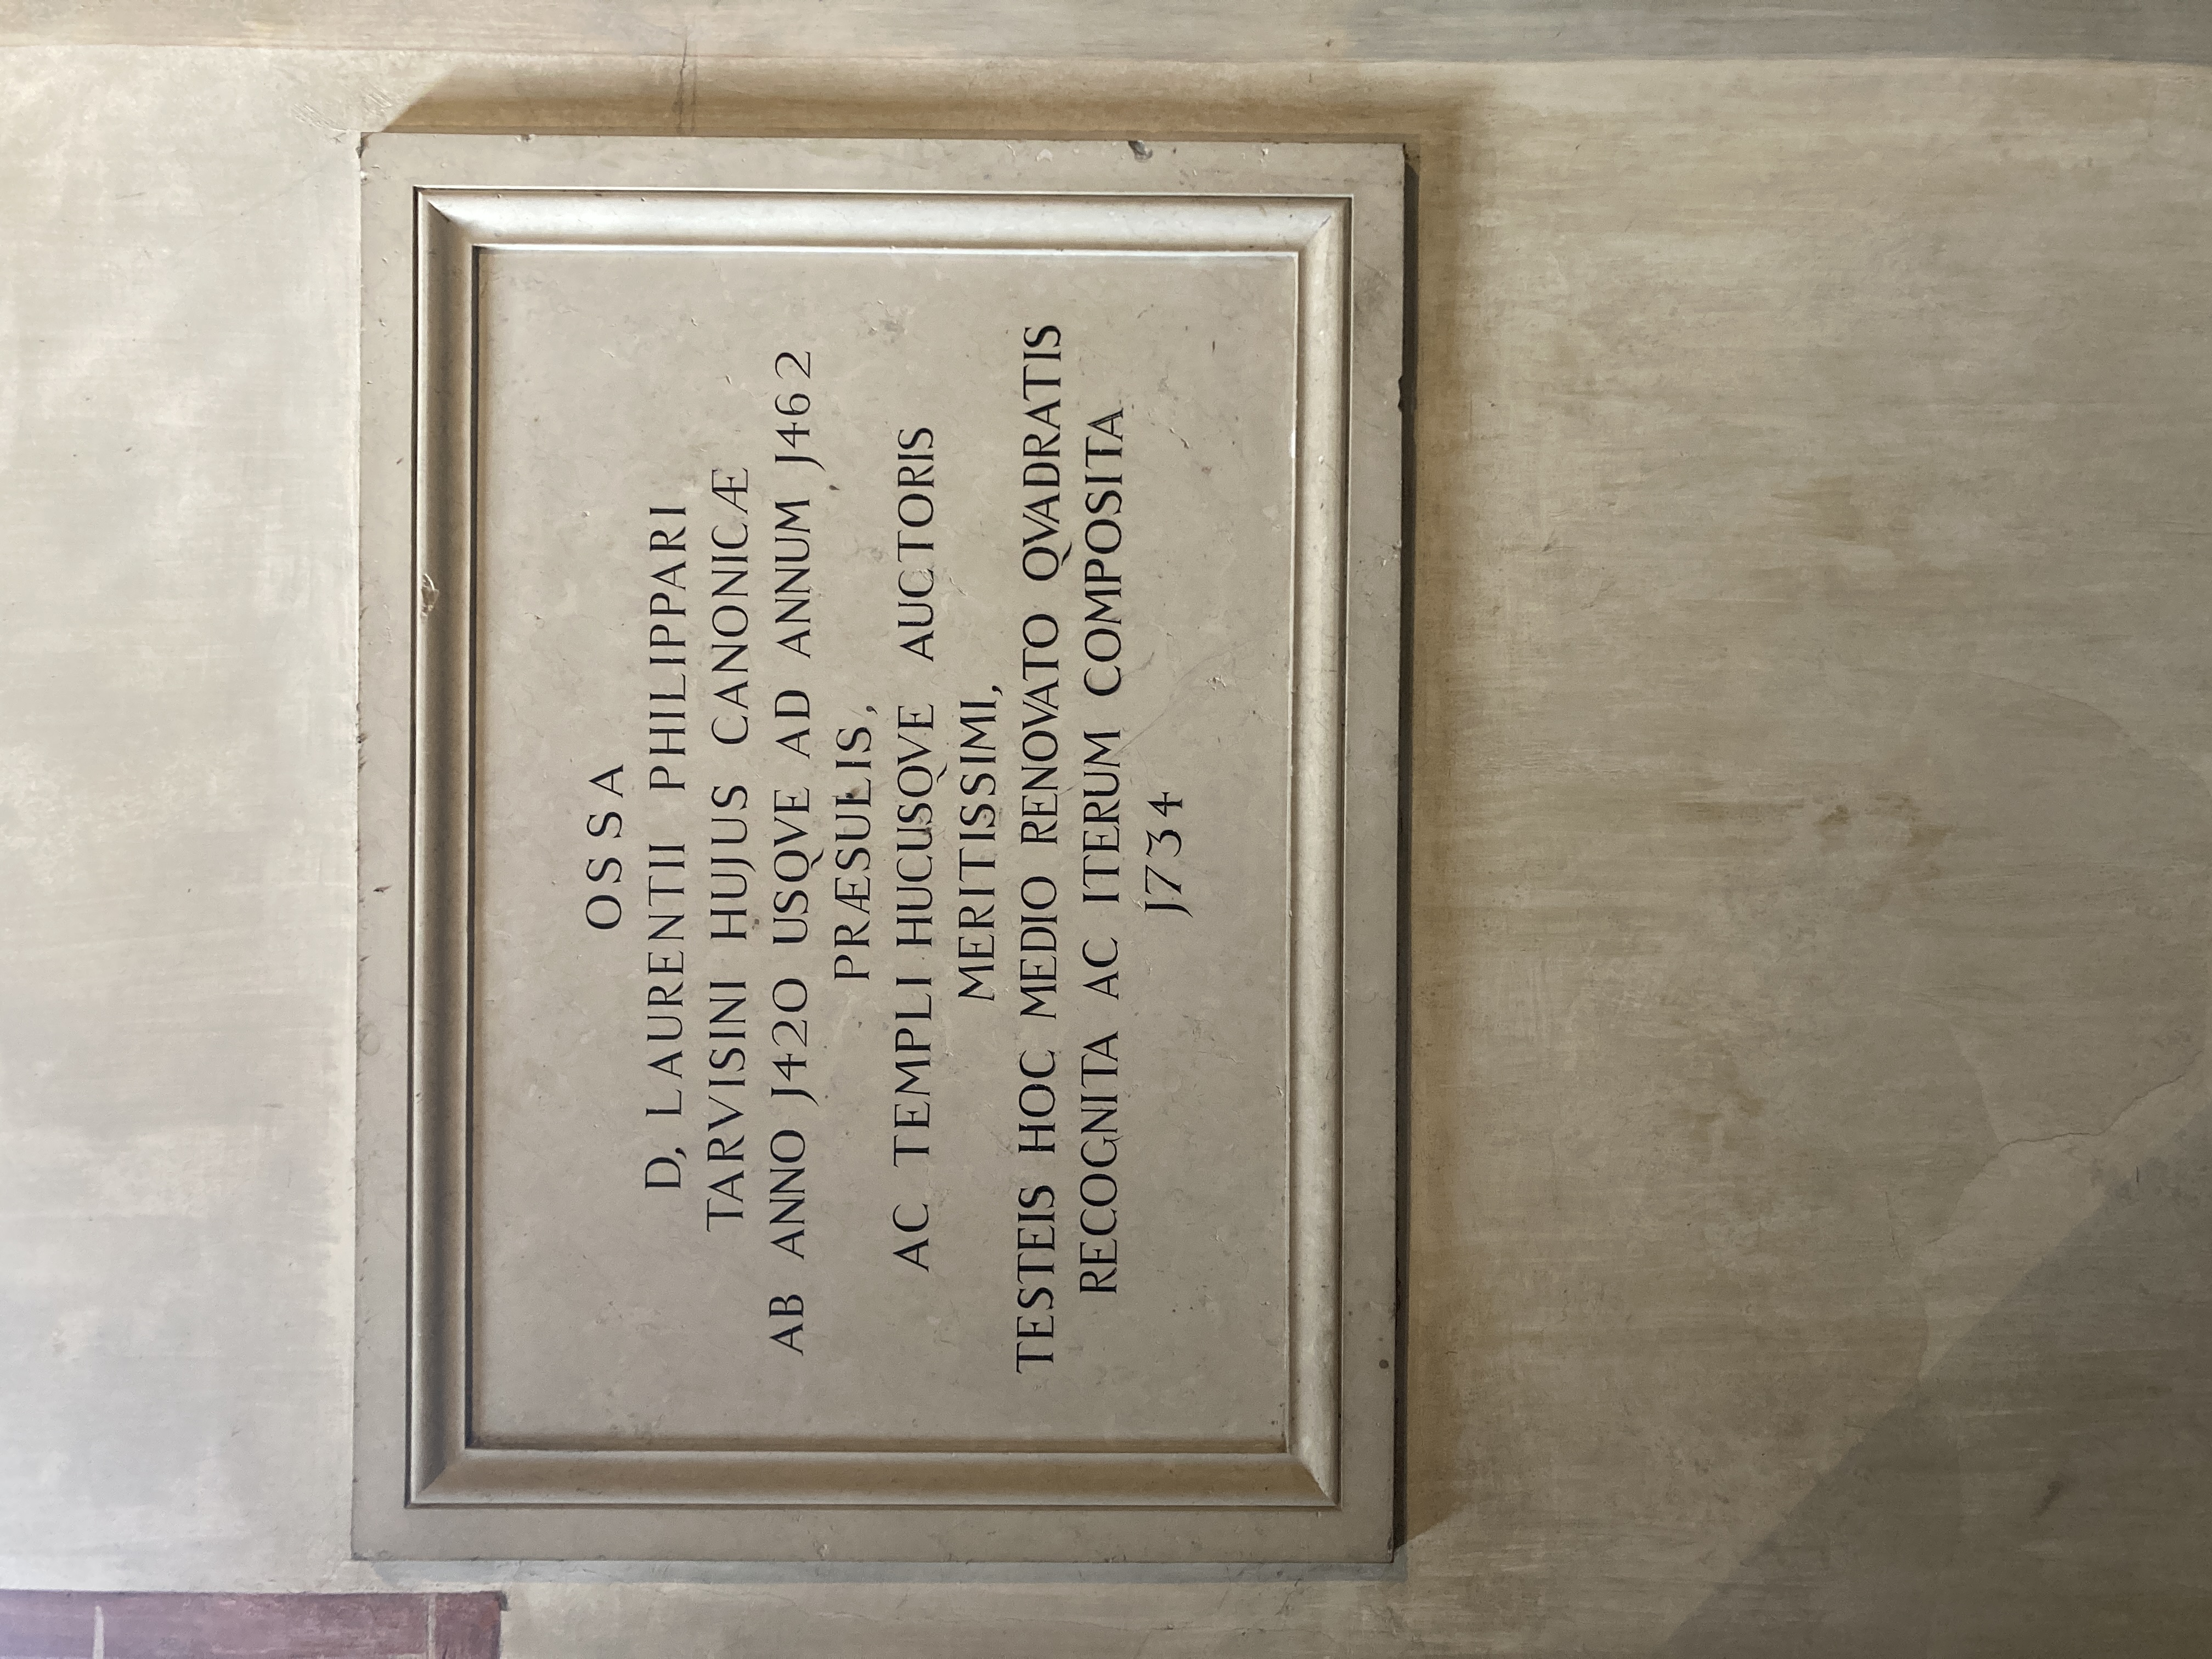 OSSA
D, LAURENTII PHILIPPARI
TARVISINI HUJUS CANONICÆ
AB ANNO J42O USQVE AD ANNUM J462
PRÆSULIS,
AC TEMPLI HUCUSQVE AUCTORIS
MERITISSIMI,
TESTEIS HOC MEDIO RENOVATO QVADRATIS
RECOGNITA AC ITERUM COMPOSITA
J734